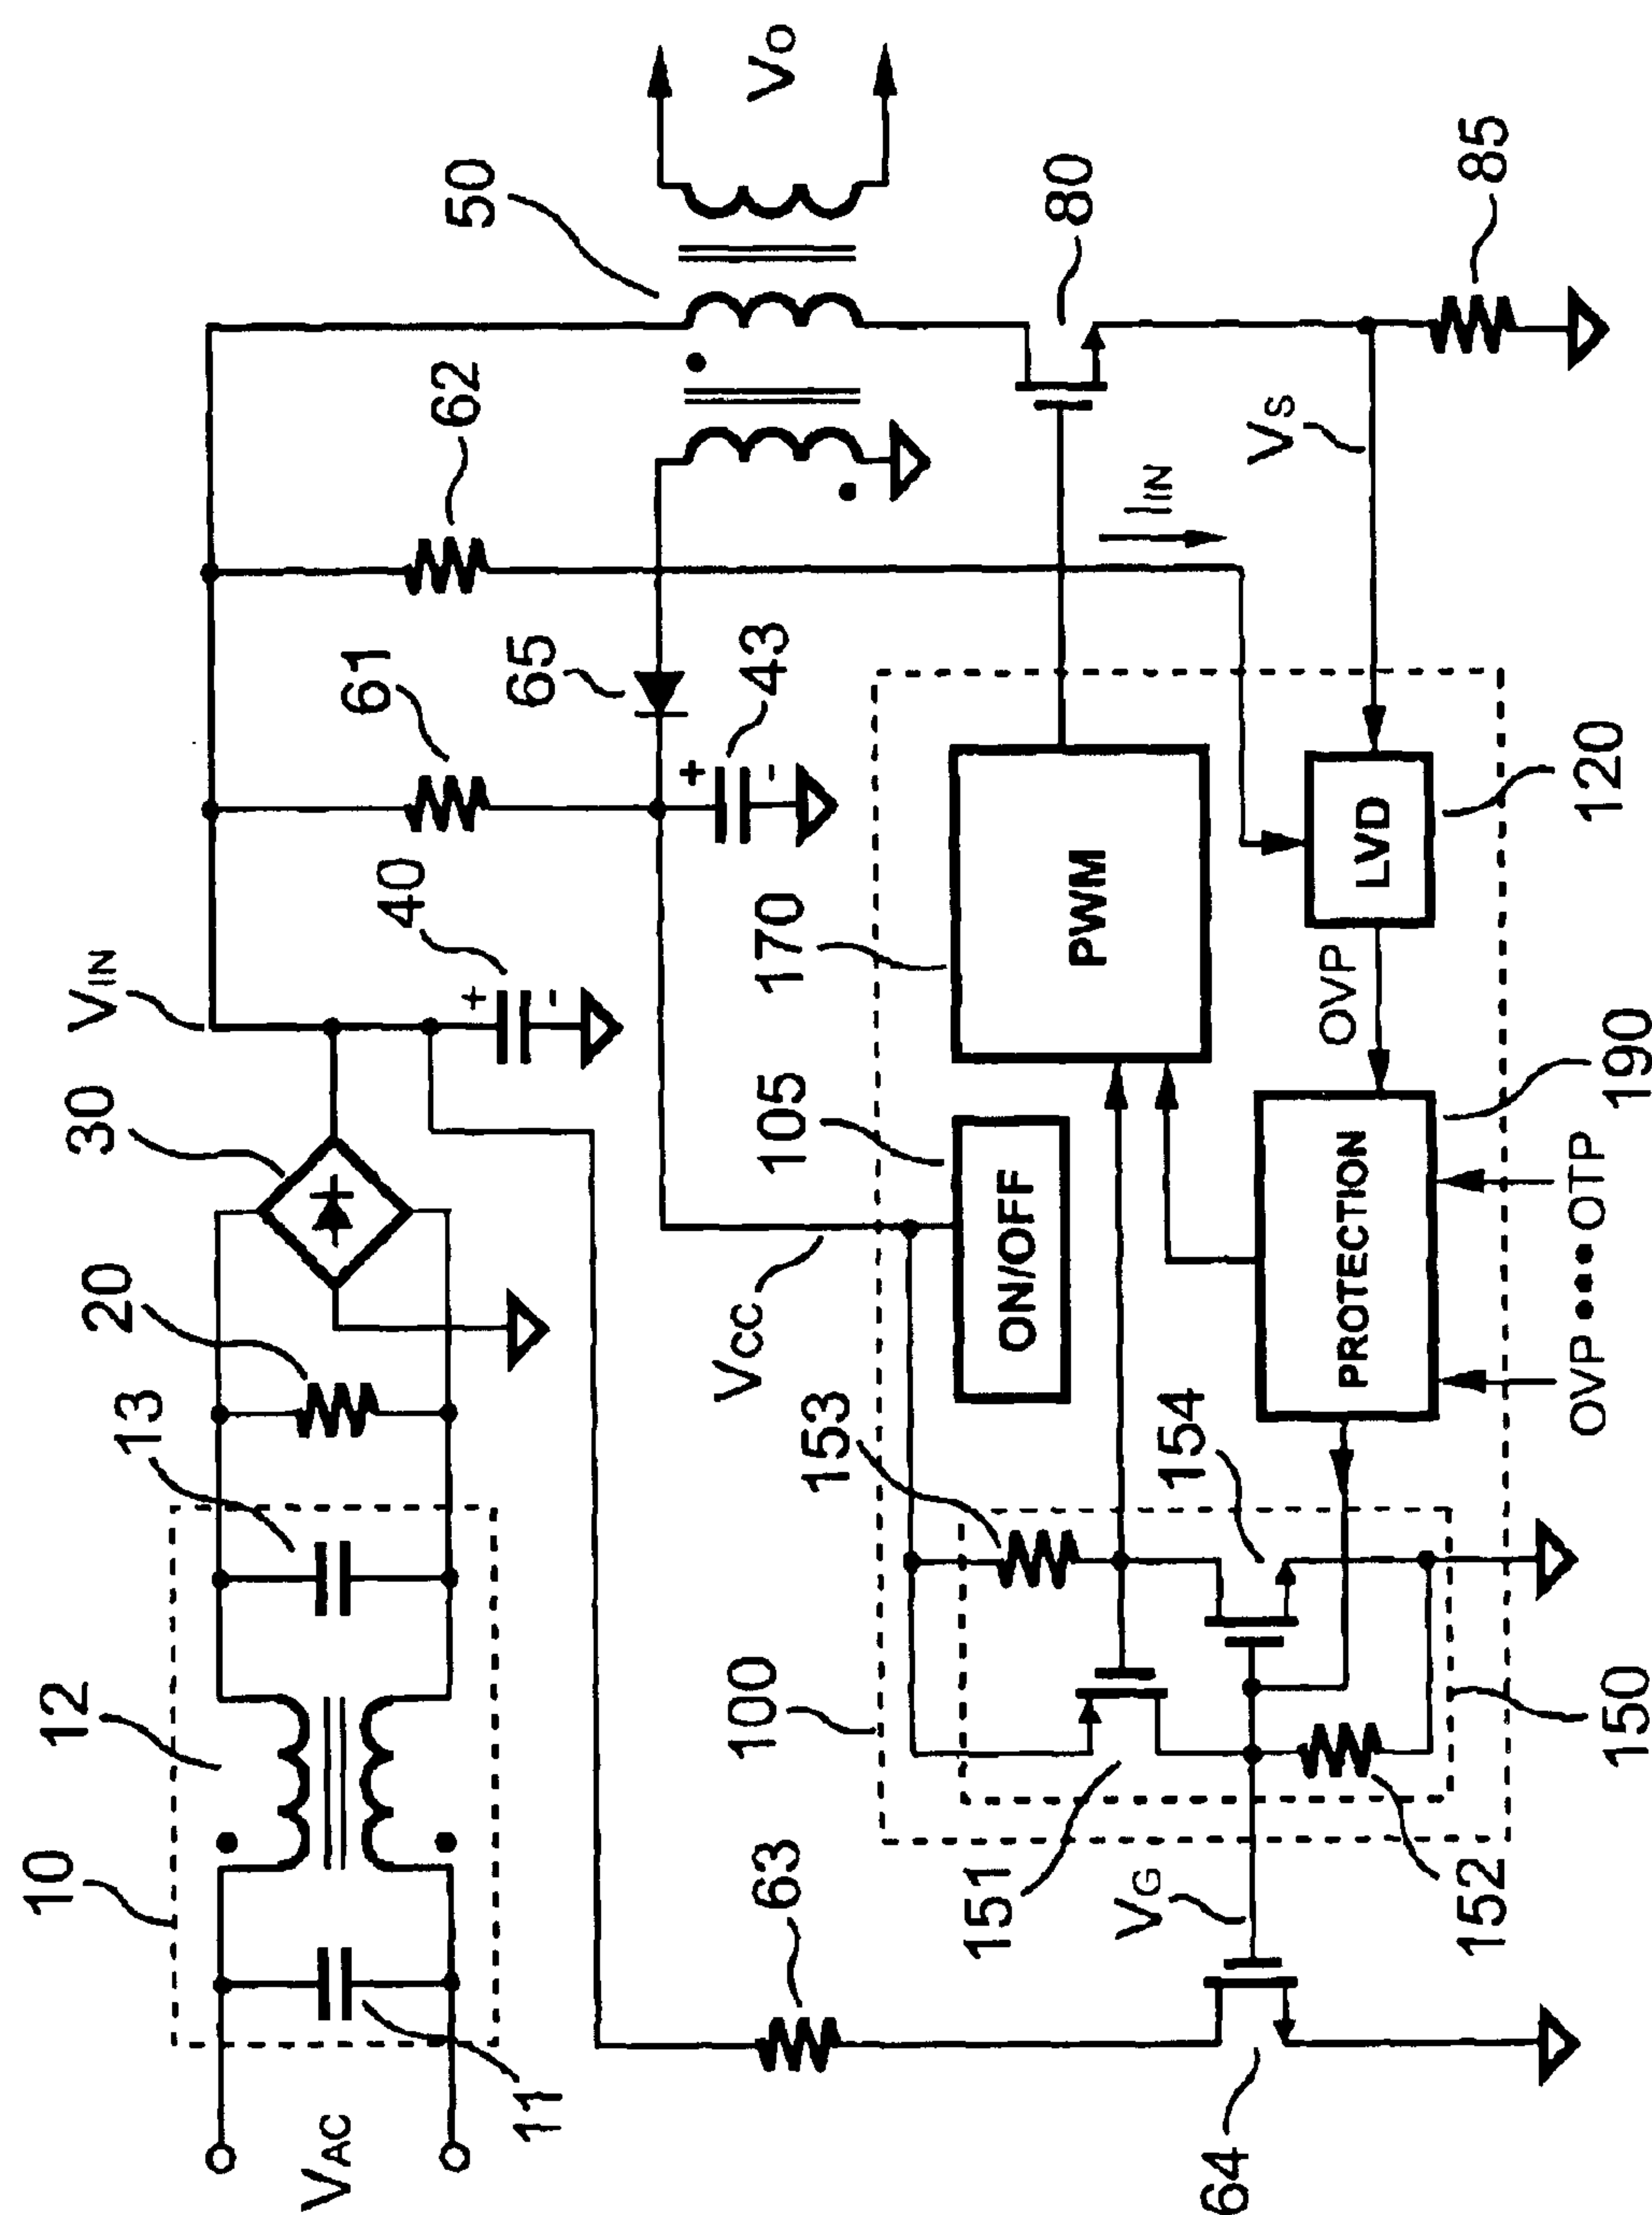 10
12
13
20
30
VIN
40
61
62
50
VO
VAC
11
65
43
80
VCC
105
170
IIN
VS
85
63
100
153
ON/OFF
PWM
154
151
VG
152
64
150
PROTECTION
OVP
LVD
190
120
OVP ••• OTP